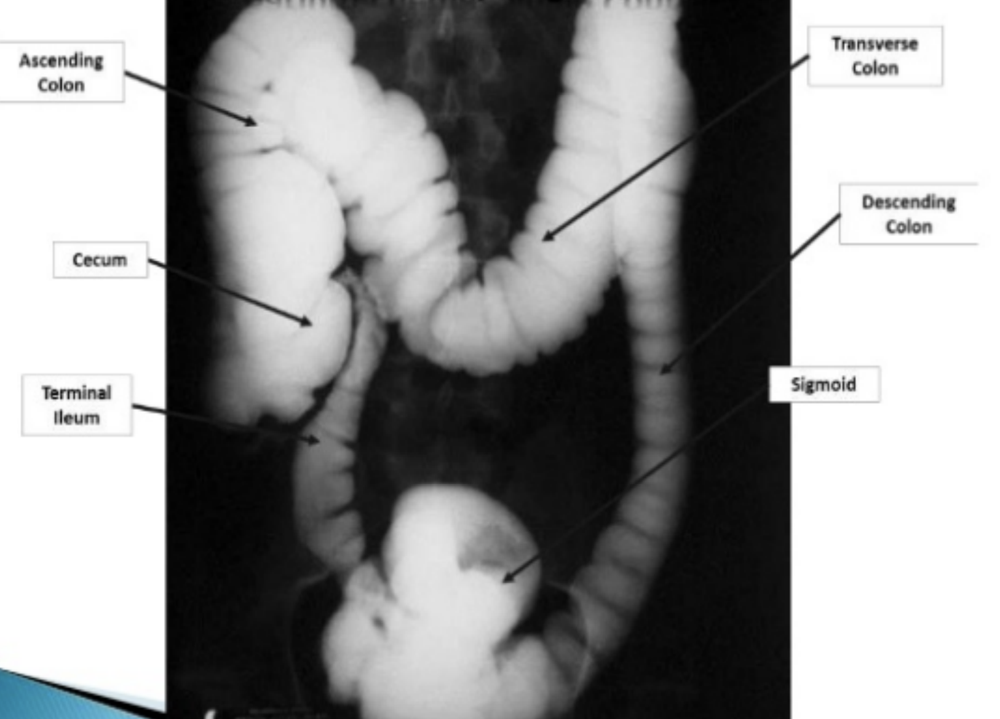 Ascending
Colon
Transverse
Colon
Descending
Colon
Cecum
Terminal
Ileum
Sigmoid